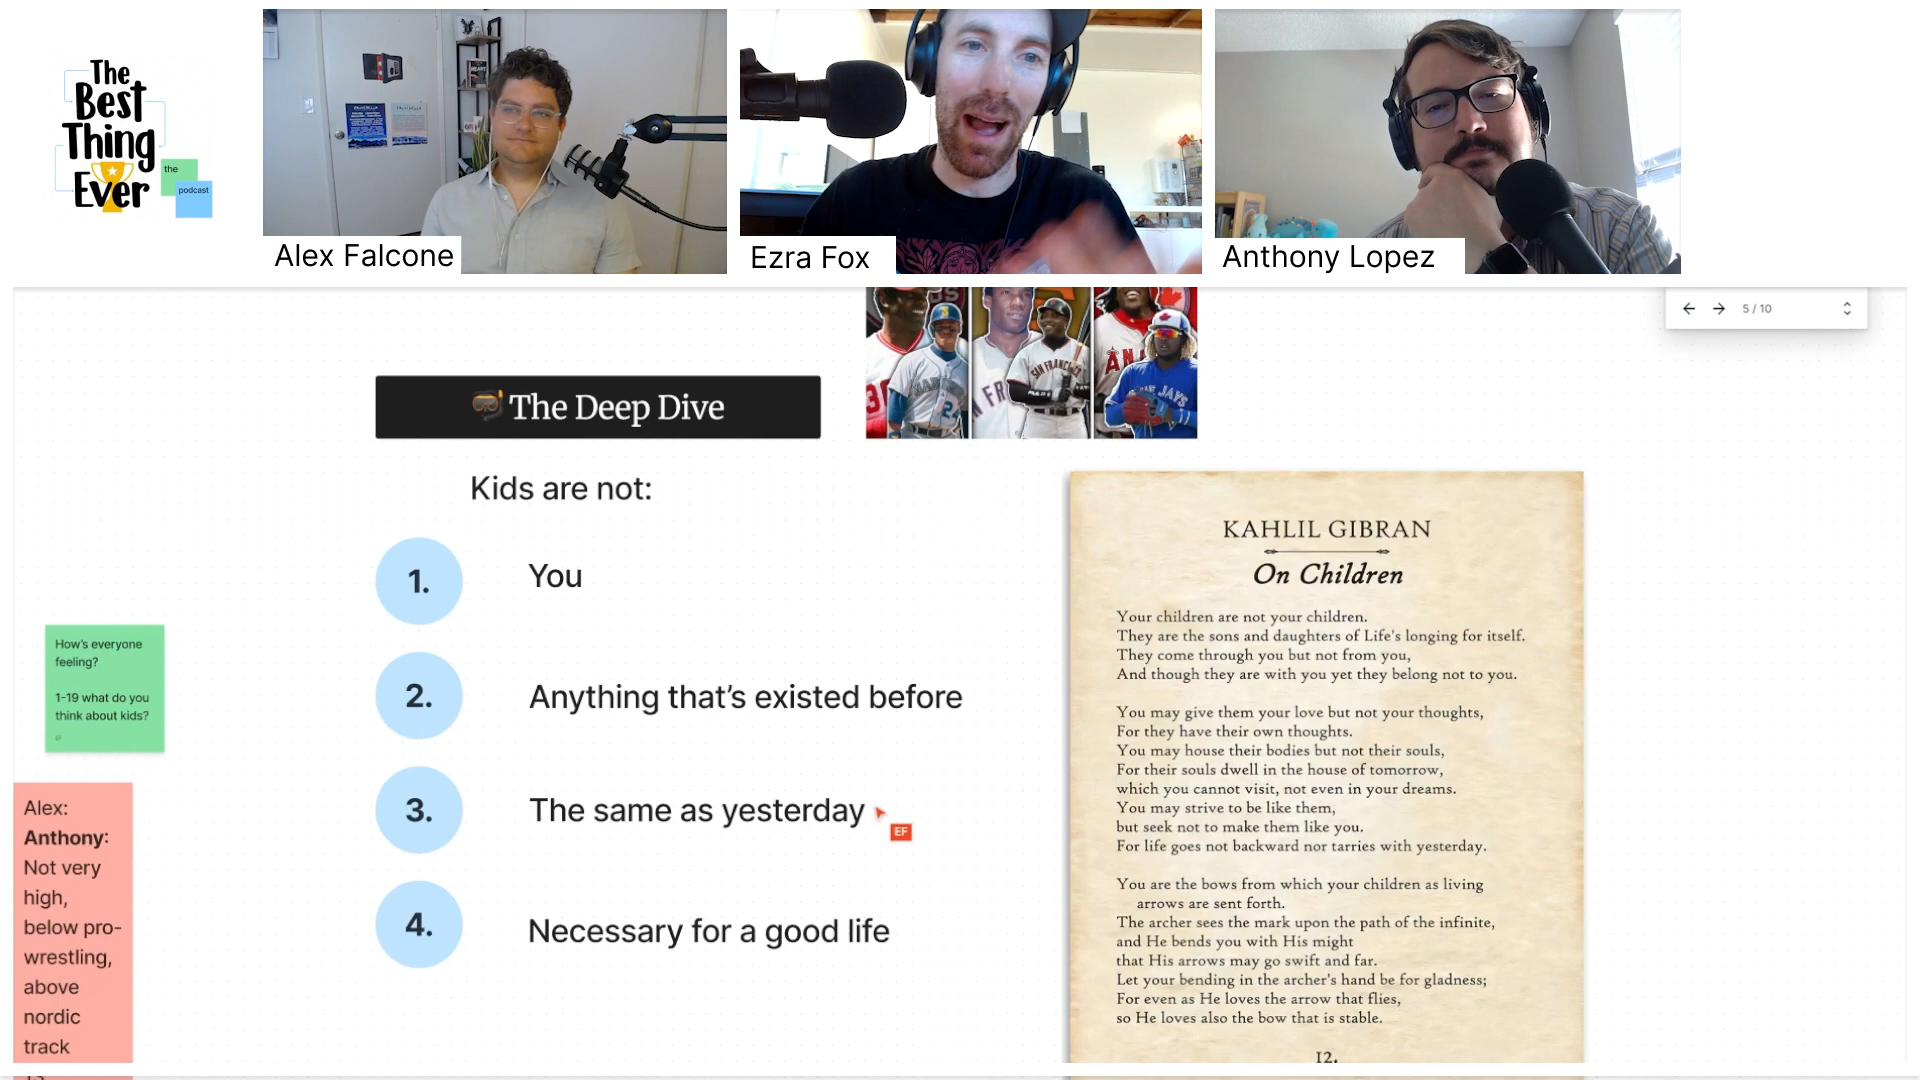 The
Best
Thing
Ever
the
podcast
Alex Falcone
Ezra Fox
Anthony Lopez
5 / 10
The Deep Dive
Kids are not:
1.
You
2.
Anything that's existed before
3.
The same as yesterday
EF
4.
Necessary for a good life
How's everyone
feeling?
1-19 what do you
think about kids?
Alex:
Anthony:
Not very
high,
below pro-
wrestling,
above
nordic
track
KAHLIL GIBRAN
On Children
Your children are not your children.
They are the sons and daughters of Life's longing for itself.
They come through you but not from you,
And though they are with you yet they belong not to you.
You may give them your love but not your thoughts,
For they have their own thoughts.
You may house their bodies but not their souls,
For their souls dwell in the house of tomorrow,
which you cannot visit, not even in your dreams.
You may strive to be like them,
but seek not to make them like you.
For life goes not backward nor tarries with yesterday.
You are the bows from which your children as living
arrows are sent forth.
The archer sees the mark upon the path of the infinite,
and He bends you with His might
that His arrows may go swift and far.
Let your bending in the archer's hand be for gladness;
For even as He loves the arrow that flies,
so He loves also the bow that is stable.
12.